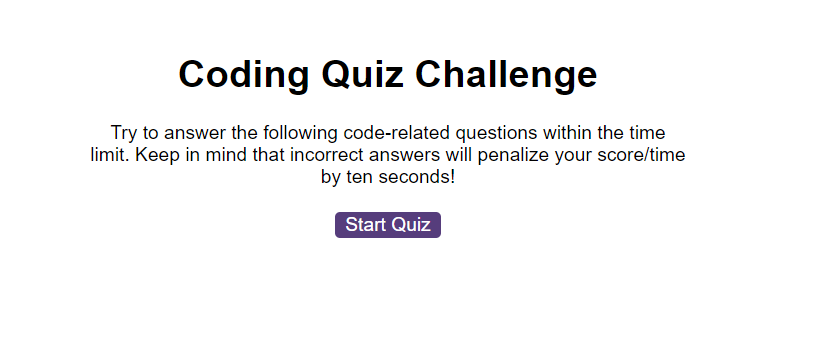 Coding Quiz Challenge
Try to answer the following code-related questions within the time
limit. Keep in mind that incorrect answers will penalize your score/time
by ten seconds!
Start Quiz